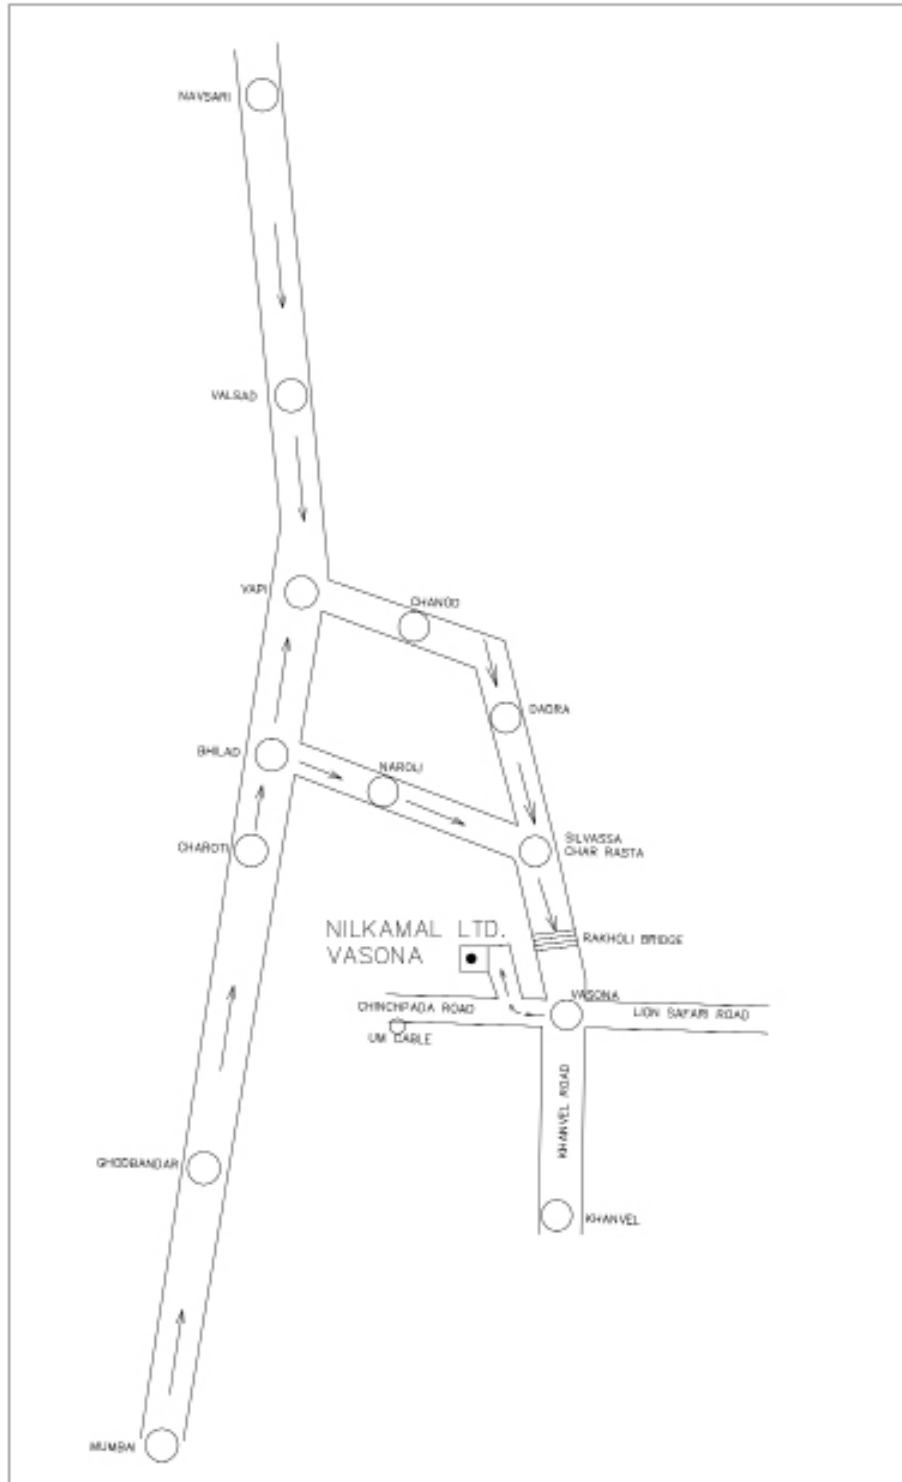 NAVSARI
VALSAD
VAPI
CHANOD
DADRA
BHILAD
NAROLI
CHAROTI
SILVASSA
CHAR RASTA
NILKAMAL LTD.
VASONA
RAKHOLI BRIDGE
VASONA
CHINCHPADA ROAD
LION SAFARI ROAD
UM CABLE
KHANVEL ROAD
GHODBANDAR
KHANVEL
MUMBAI